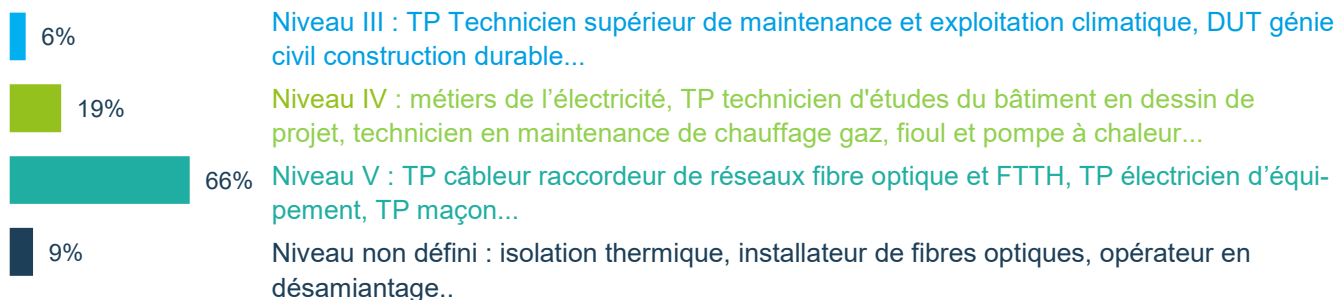 6% Niveau III : TP Technicien supérieur de maintenance et exploitation climatique, DUT génie
civil construction durable...
19% Niveau IV : métiers de l’électricité, TP technicien d'études du bâtiment en dessin de
projet, technicien en maintenance de chauffage gaz, fioul et pompe à chaleur...
66% Niveau V : TP câbleur raccordeur de réseaux fibre optique et FTTH, TP électricien d’équi-
pement, TP maçon...
9% Niveau non défini : isolation thermique, installateur de fibres optiques, opérateur en
désamiantage..